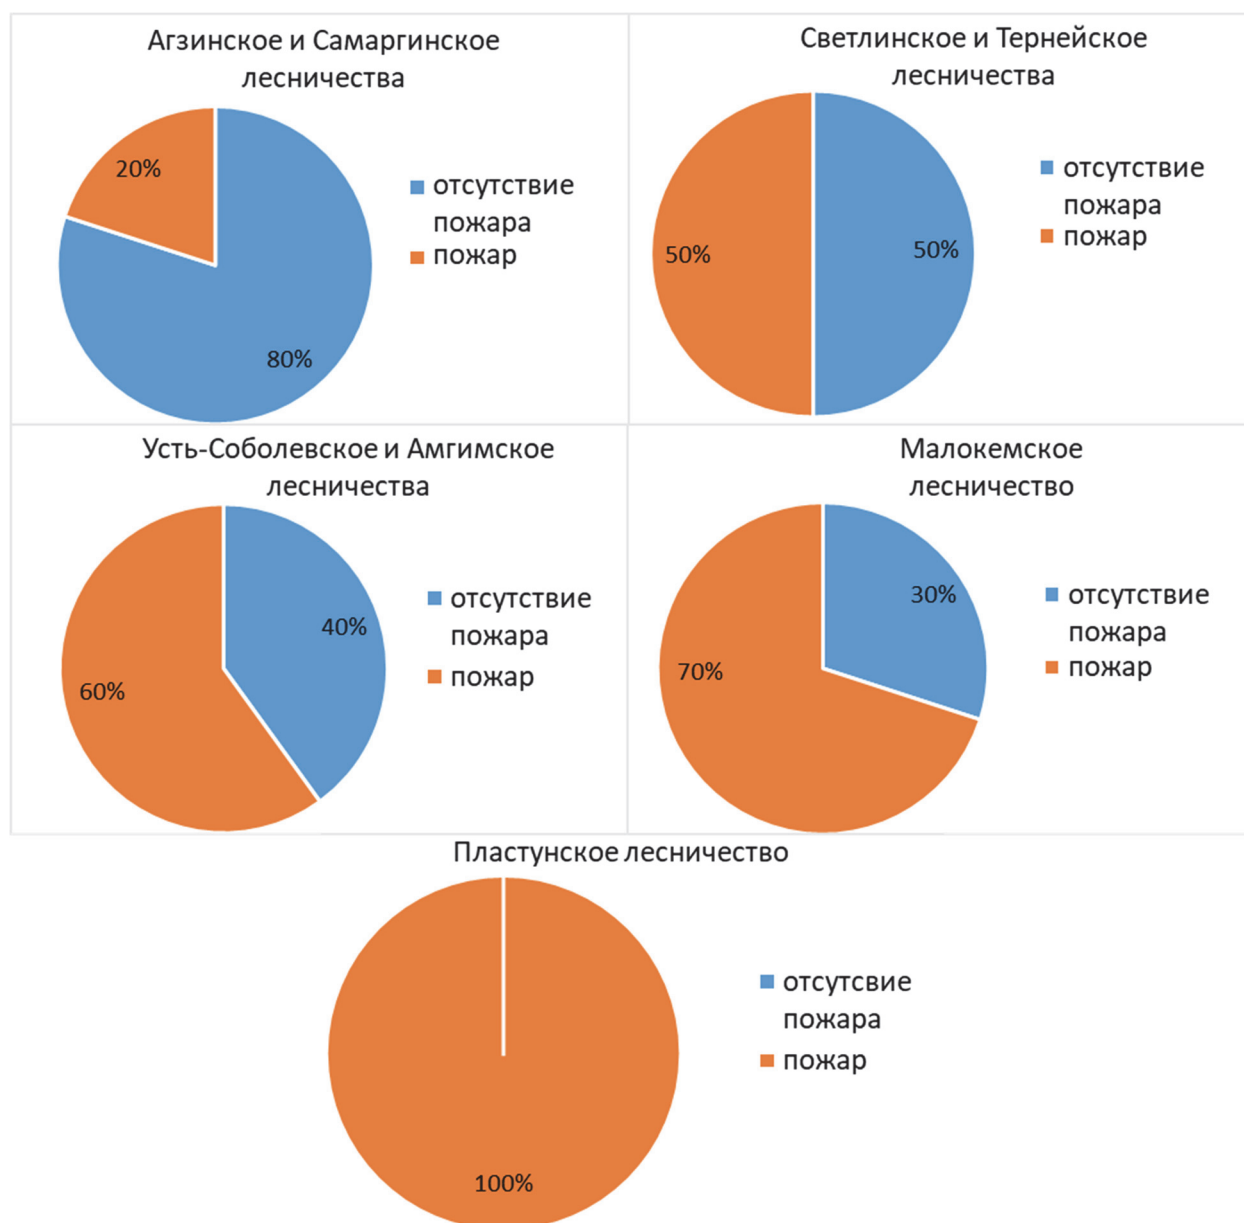 Агзинское и Самаргинское
лесничества
20%
80%
отсутствие
пожара
пожар
Светлинское и Тернейское
лесничества
50%
50%
отсутствие
пожара
пожар
Усть-Соболевское и Амгимское
лесничества
40%
60%
отсутствие
пожара
пожар
Малокемское
лесничество
30%
70%
отсутствие
пожара
пожар
Пластунское лесничество
100%
отсутсвие
пожара
пожар